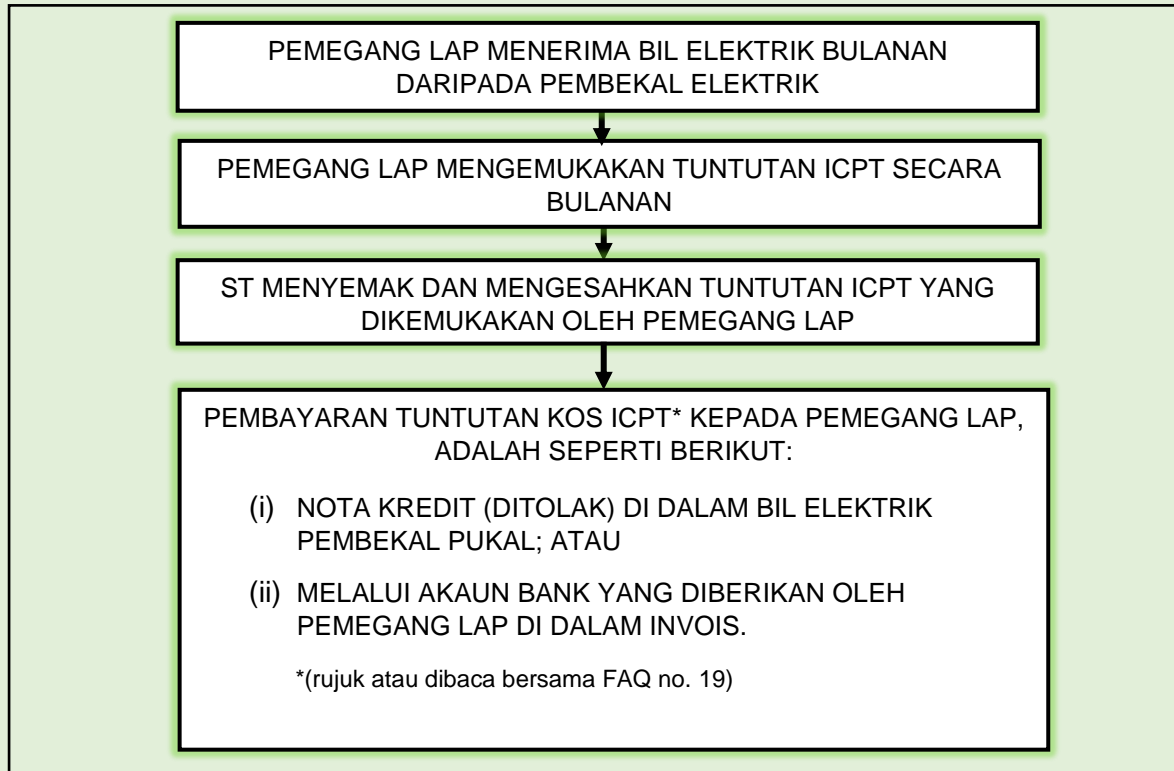 PEMEGANG LAP MENERIMA BIL ELEKTRIK BULANAN
DARIPADA PEMBEKAL ELEKTRIK
PEMEGANG LAP MENGEMUKAKAN TUNTUTAN ICPT SECARA
BULANAN
ST MENYEMAK DAN MENGESAHKAN TUNTUTAN ICPT YANG
DIKEMUKAKAN OLEH PEMEGANG LAP
PEMBAYARAN TUNTUTAN KOS ICPT* KEPADA PEMEGANG LAP,
ADALAH SEPERTI BERIKUT:
(i) NOTA KREDIT (DITOLAK) DI DALAM BIL ELEKTRIK
PEMBEKAL PUKAL; ATAU
(ii) MELALUI AKAUN BANK YANG DIBERIKAN OLEH
PEMEGANG LAP DI DALAM INVOIS.
*(rujuk atau dibaca bersama FAQ no. 19)